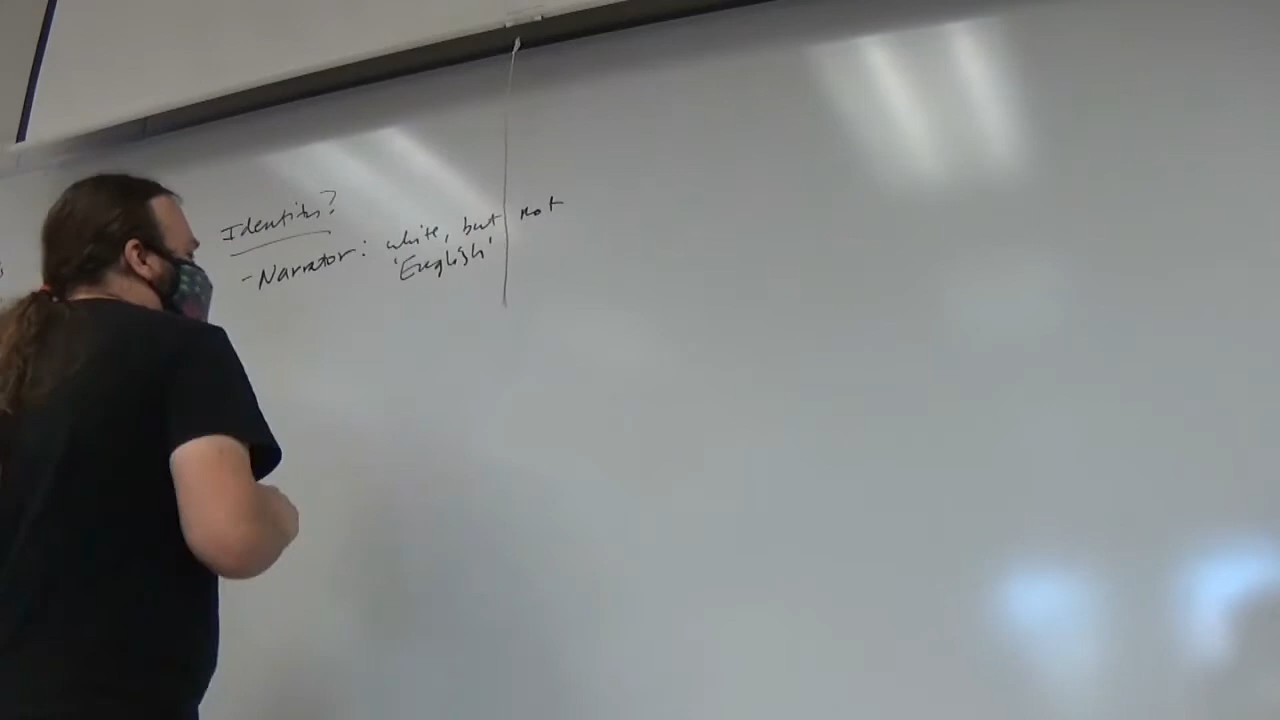 Identity?
- Narrator: white, but not
'English'